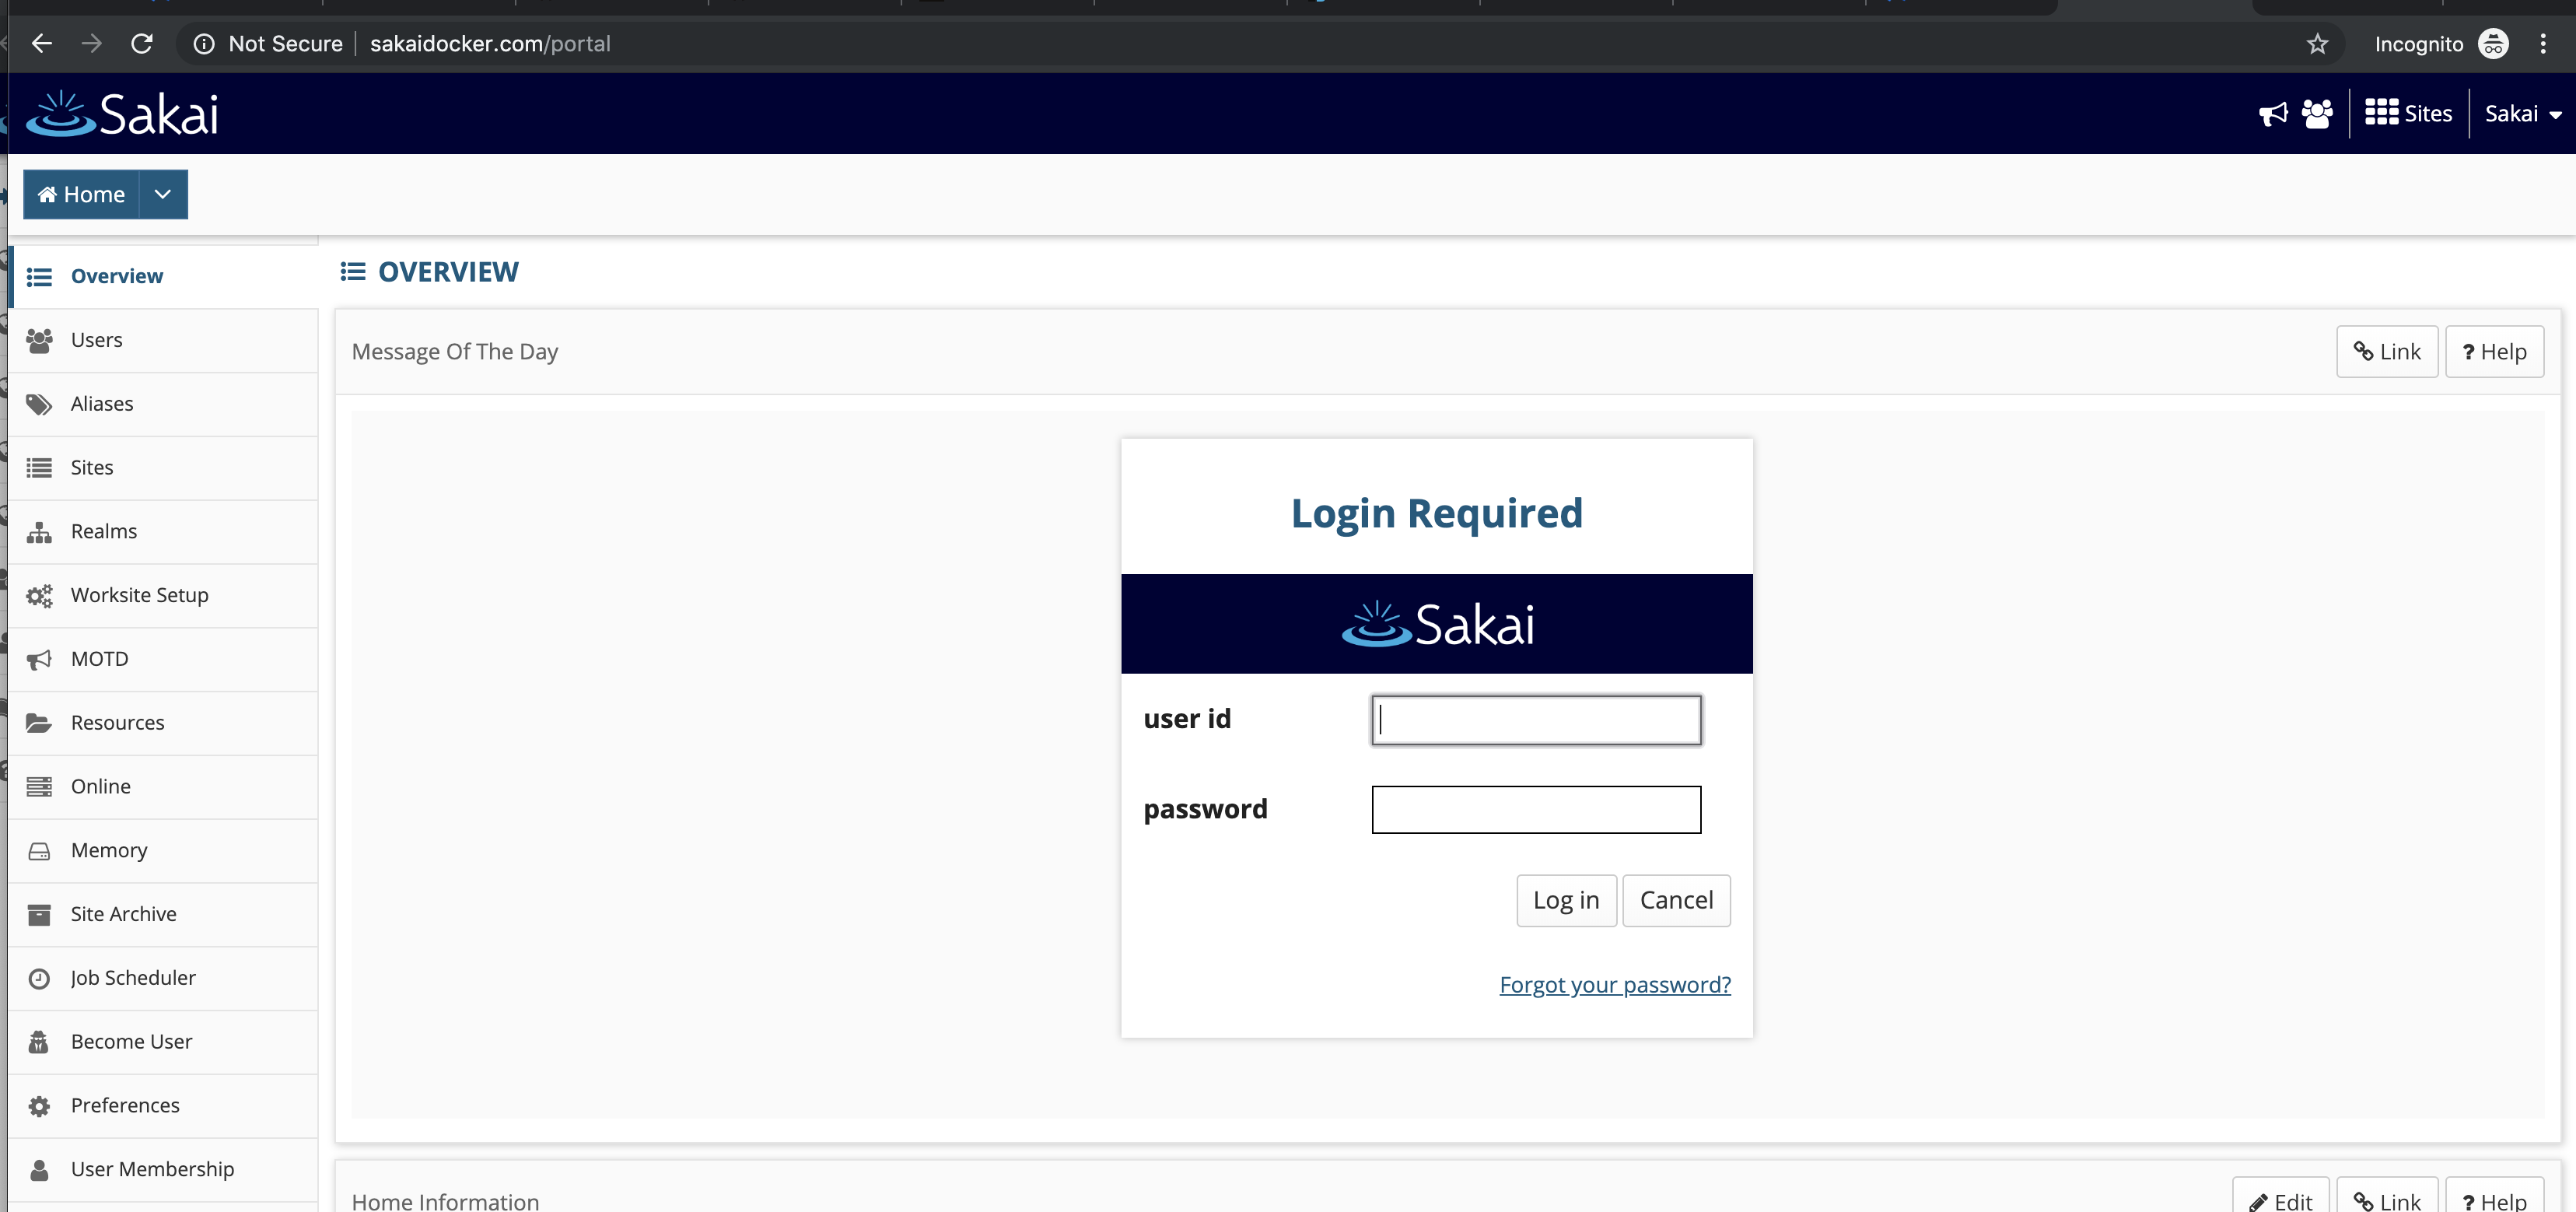 Not Secure sakaidocker.com/portal Incognito
Sakai Sites Sakai
Home
Overview
Users
Aliases
Sites
Realms
Worksite Setup
MOTD
Resources
Online
Memory
Site Archive
Job Scheduler
Become User
Preferences
User Membership
OVERVIEW
Message Of The Day Link ? Help
Login Required
Sakai
user id
password
Log in Cancel
Forgot your password?
Home Information Edit Link ? Help